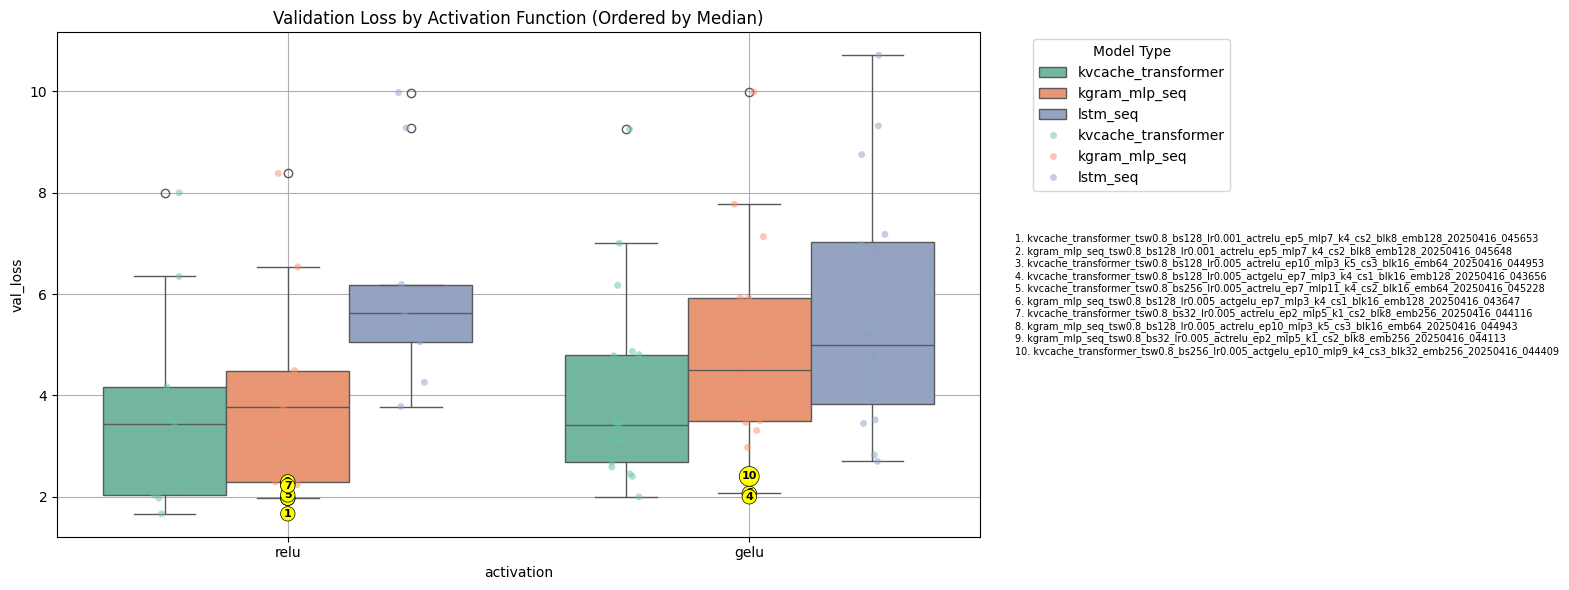 Validation Loss by Activation Function (Ordered by Median)
val_loss
10
8
6
4
2
7
5
1
10
4
relu
gelu
activation
Model Type
kvcache_transformer
kgram_mlp_seq
lstm_seq
kvcache_transformer
kgram_mlp_seq
lstm_seq
1. kvcache_transformer_tsw0.8_bs128_lr0.001_actrelu_ep5_mlp7_k4_cs2_blk8_emb128_20250416_045653
2. kgram_mlp_seq_tsw0.8_bs128_lr0.001_actrelu_ep5_mlp7_k4_cs2_blk8_emb128_20250416_045648
3. kvcache_transformer_tsw0.8_bs128_lr0.005_actrelu_ep10_mlp3_k5_cs3_blk16_emb64_20250416_044953
4. kvcache_transformer_tsw0.8_bs128_lr0.005_actgelu_ep7_mlp3_k4_cs1_blk16_emb128_20250416_043656
5. kvcache_transformer_tsw0.8_bs256_lr0.005_actrelu_ep7_mlp11_k4_cs2_blk16_emb64_20250416_045228
6. kgram_mlp_seq_tsw0.8_bs128_lr0.005_actgelu_ep7_mlp3_k4_cs1_blk16_emb128_20250416_043647
7. kvcache_transformer_tsw0.8_bs32_lr0.005_actrelu_ep2_mlp5_k1_cs2_blk8_emb256_20250416_044116
8. kgram_mlp_seq_tsw0.8_bs128_lr0.005_actrelu_ep10_mlp3_k5_cs3_blk16_emb64_20250416_044943
9. kgram_mlp_seq_tsw0.8_bs32_lr0.005_actrelu_ep2_mlp5_k1_cs2_blk8_emb256_20250416_044113
10. kvcache_transformer_tsw0.8_bs256_lr0.005_actgelu_ep10_mlp9_k4_cs3_blk32_emb256_20250416_044409